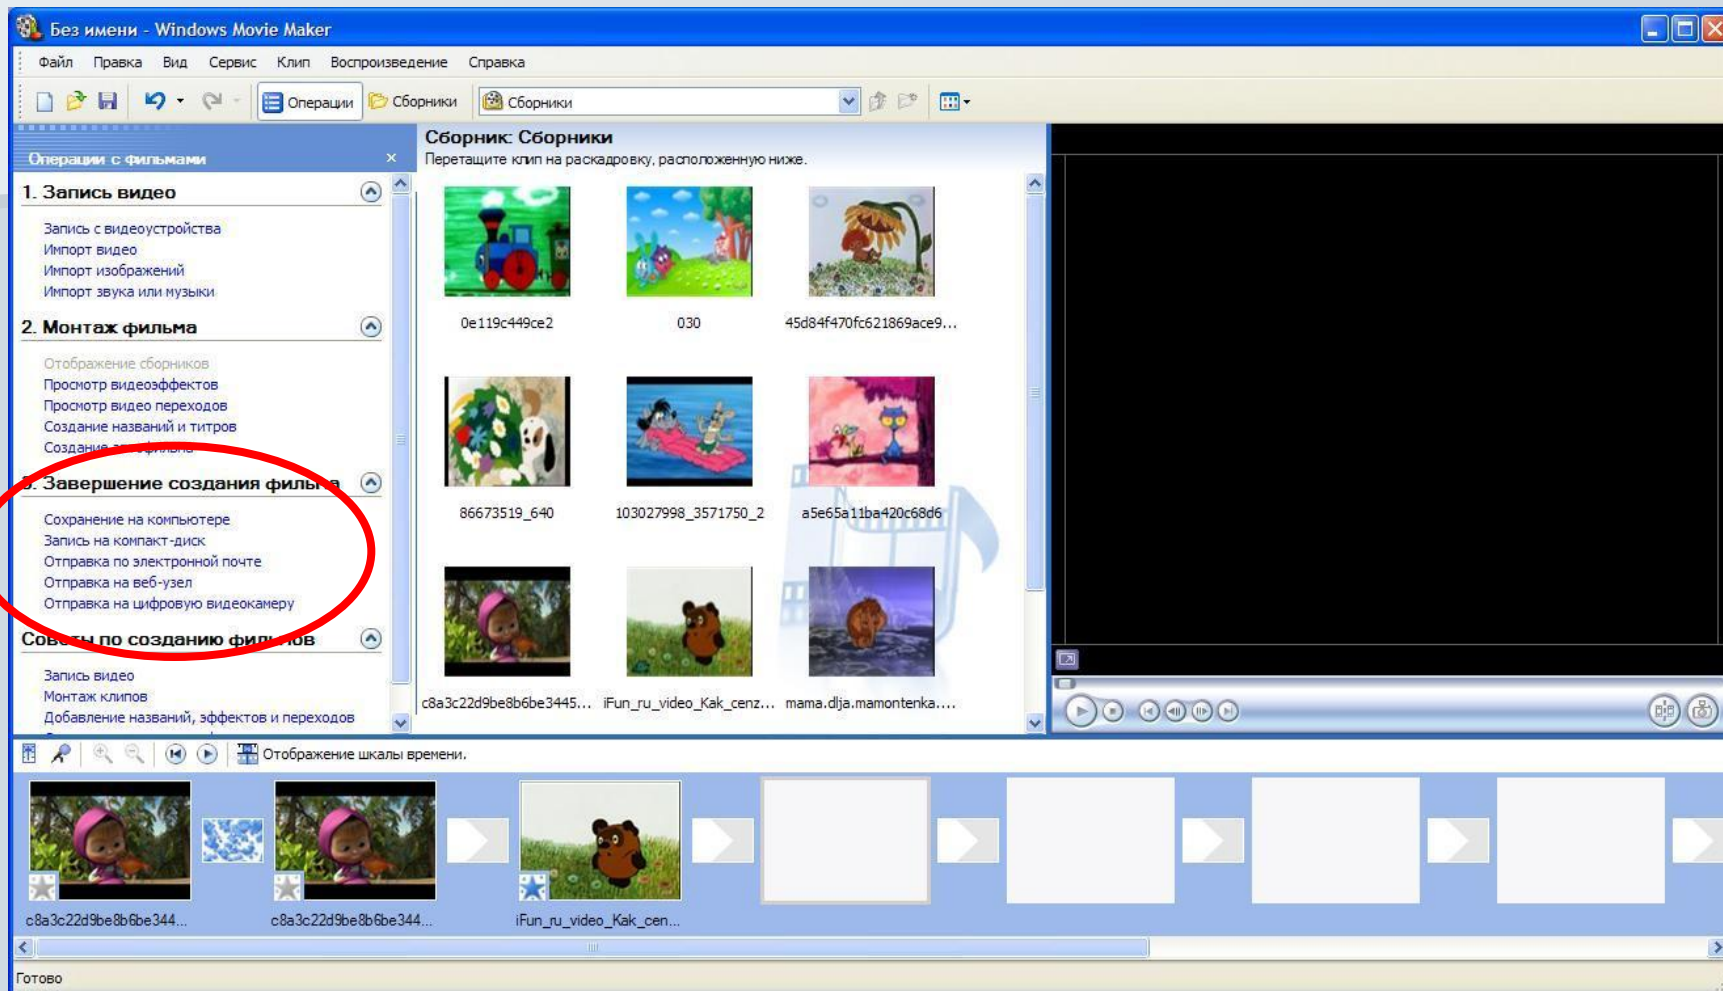 Без имени - Windows Movie Maker
Файл Правка Вид Сервис Клип Воспроизведение Справка
Операции Сборники Сборники
Операции с фильмами
1. Запись видео
Запись с видеоустройства
Импорт видео
Импорт изображений
Импорт звука или музыки
2. Монтаж фильма
Отображение сборников
Просмотр видеоэффектов
Просмотр видео переходов
Создание названий и титров
Создание
3. Завершение создания фильма
Сохранение на компьютере
Запись на компакт-диск
Отправка по электронной почте
Отправка на веб-узел
Отправка на цифровую видеокамеру
Советы по созданию фильмов
Запись видео
Монтаж клипов
Добавление названий, эффектов и переходов
Сборник: Сборники
Перетащите клип на раскадровку, расположенную ниже.
0e119c449ce2 030 45d84f470fc621869ace9...
86673519_640 103027998_3571750_2 a5e65a11ba420c68d6
c8a3c22d9be8b6be3445... iFun_ru_video_Kak_cenz... mama.dlja.mamontenka....
Отображение шкалы времени.
c8a3c22d9be8b6be344... c8a3c22d9be8b6be344... iFun_ru_video_Kak_cen...
Готово